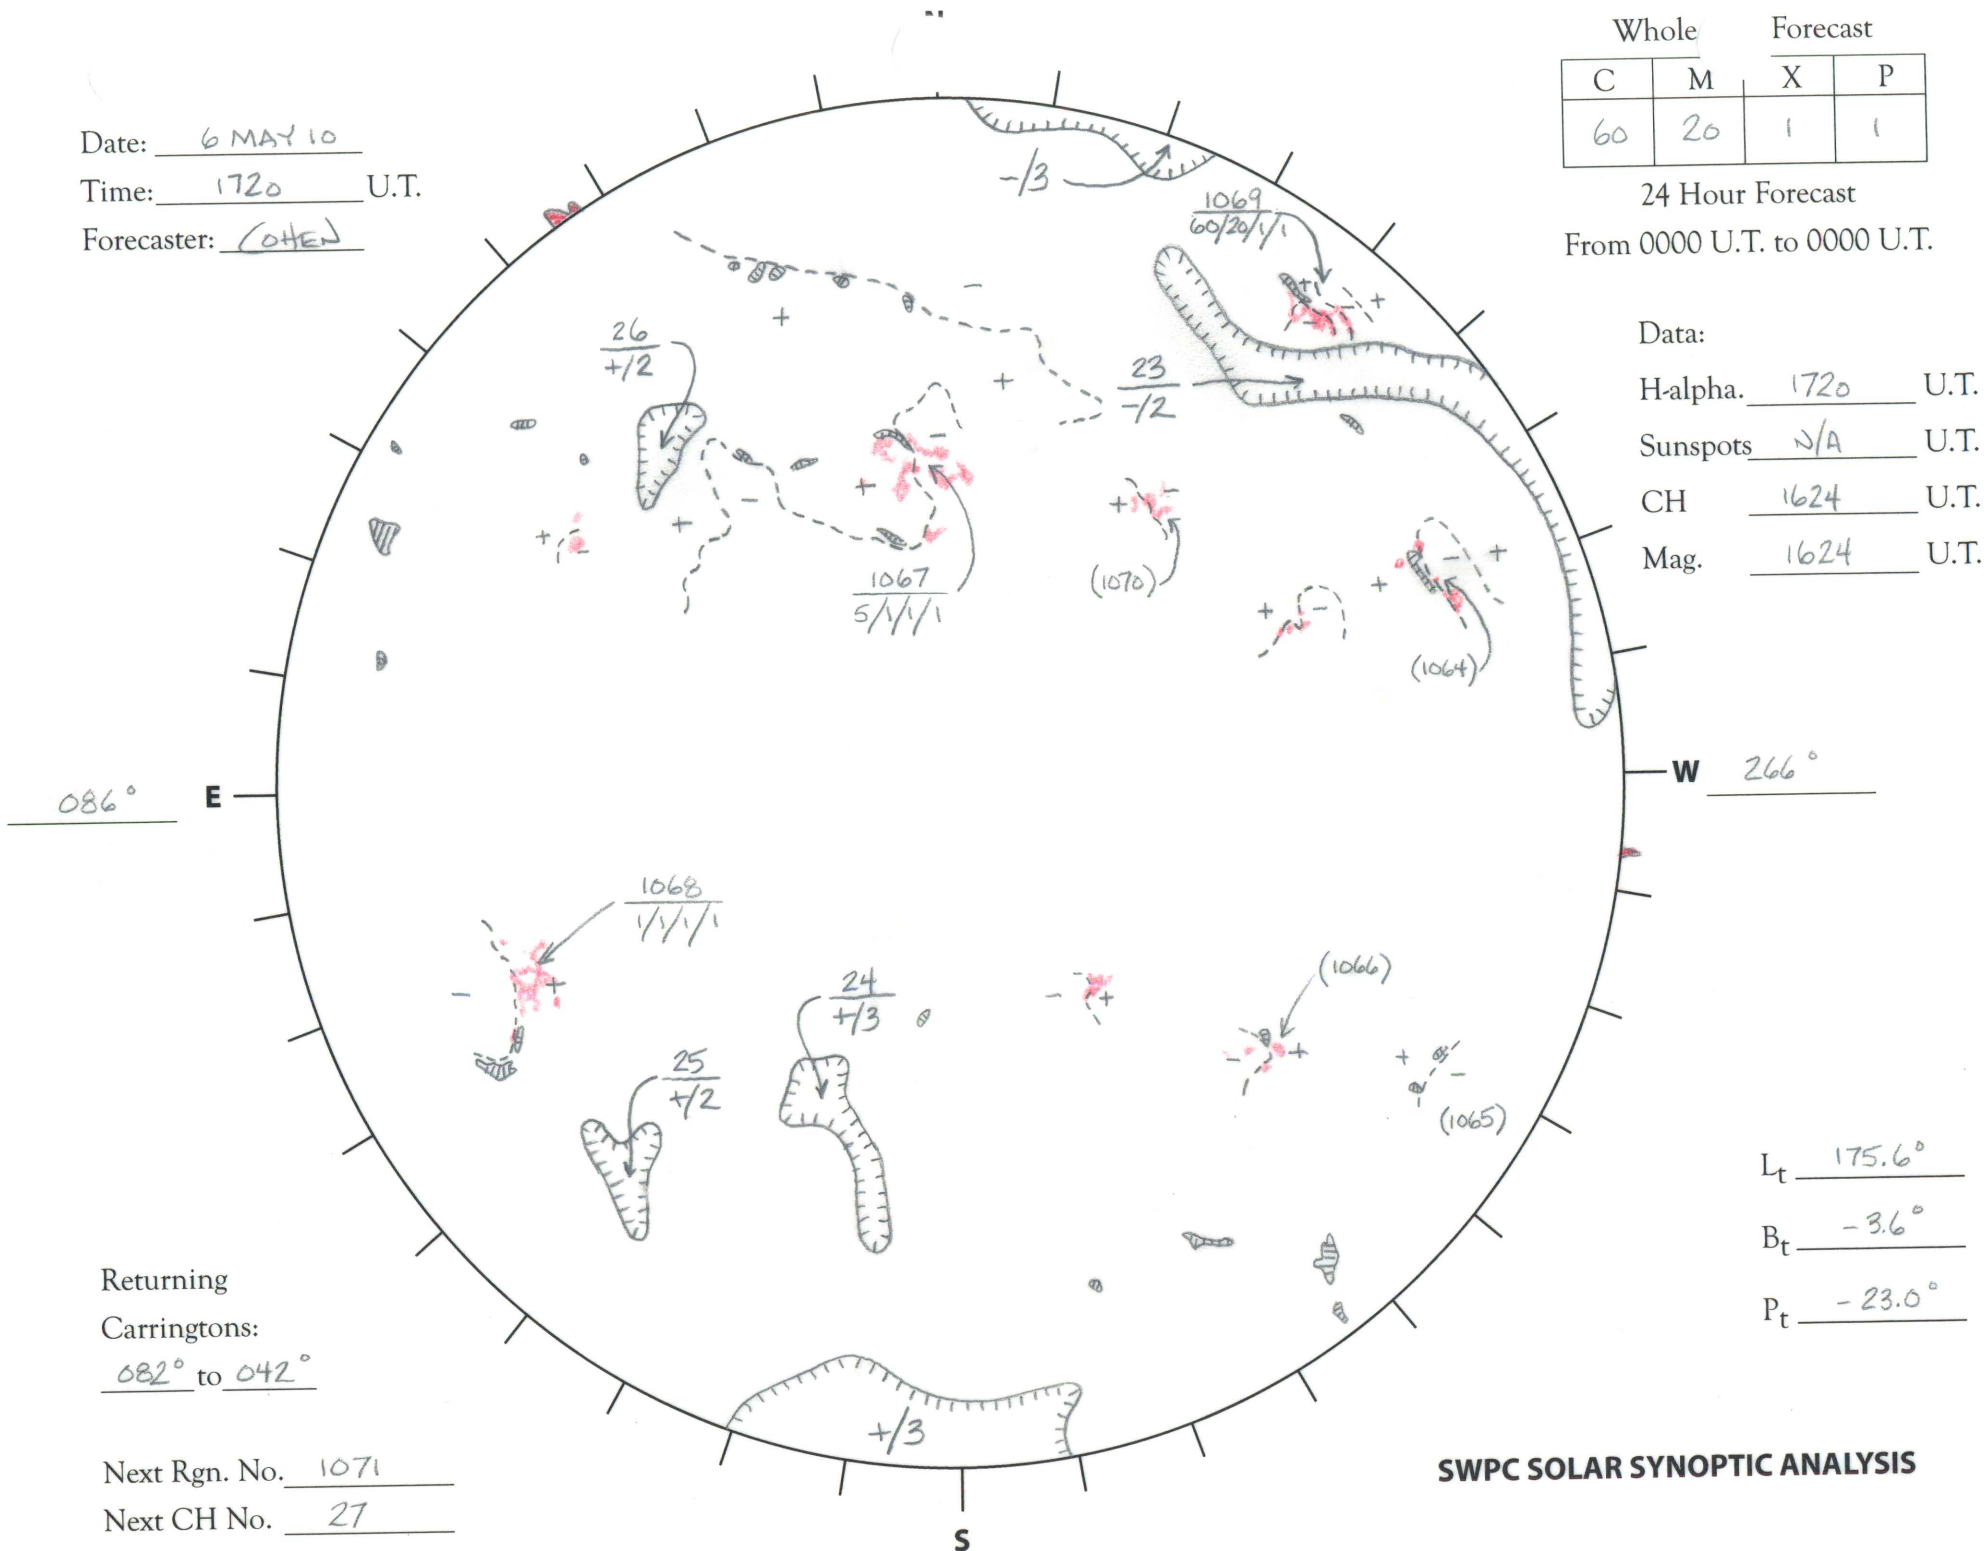 N
Whole Forecast
C M X P
60 20 1 1
24 Hour Forecast
From 0000 U.T. to 0000 U.T.
Date: 6 MAY 10
Time: 1720 U.T.
Forecaster: COHEN
Data:
H-alpha. 1720 U.T.
Sunspots N/A U.T.
CH 1624 U.T.
Mag. 1624 U.T.
-/3
1069
60/20/1/1
26
+/2
23
-/2
1067
5/1/1/1
(1070)
(1064)
086° E
W 266°
1068
1/1/1/1
24
+/3
25
+/2
(1066)
(1065)
+/3
Lt 175.6°
Bt -3.6°
Pt -23.0°
Returning
Carringtons:
082° to 042°
Next Rgn. No. 1071
Next CH No. 27
S
SWPC SOLAR SYNOPTIC ANALYSIS